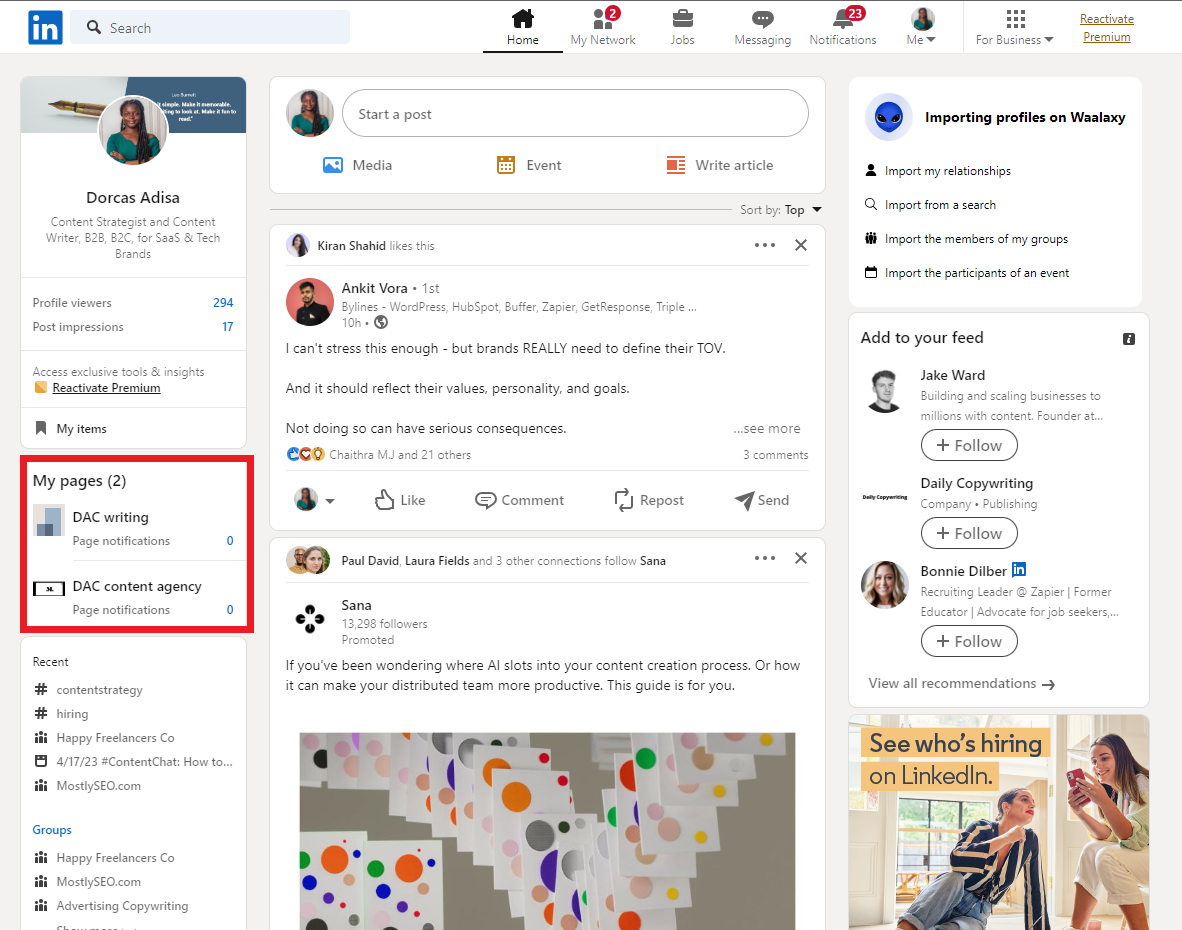 in
Search
Home
2
My Network
Jobs
Messaging
23
Notifications
Me
For Business
Reactivate
Premium
Leo Burnett
simple. Make it memorable.
to look at. Make it fun to
read."
Dorcas Adisa
Content Strategist and Content
Writer, B2B, B2C, for SaaS & Tech
Brands
Profile viewers 294
Post impressions 17
Access exclusive tools & insights
Reactivate Premium
My items
My pages (2)
DAC writing
Page notifications 0
DAC content agency
Page notifications 0
Recent
# contentstrategy
# hiring
Happy Freelancers Co
4/17/23 #ContentChat: How to...
MostlySEO.com
Groups
Happy Freelancers Co
MostlySEO.com
Advertising Copywriting
Show more
Start a post
Media
Event
Write article
Sort by: Top
Kiran Shahid likes this
Ankit Vora • 1st
Bylines - WordPress, HubSpot, Buffer, Zapier, GetResponse, Triple ...
10h •
I can't stress this enough - but brands REALLY need to define their TOV.
And it should reflect their values, personality, and goals.
Not doing so can have serious consequences.
...see more
Chaithra M.J and 21 others
3 comments
Like
Comment
Repost
Send
Paul David, Laura Fields and 3 other connections follow Sana
Sana
13,298 followers
Promoted
If you've been wondering where AI slots into your content creation process. Or how
it can make your distributed team more productive. This guide is for you.
Importing profiles on Waalaxy
Import my relationships
Import from a search
Import the members of my groups
Import the participants of an event
Add to your feed
Jake Ward
Building and scaling businesses to
millions with content. Founder at...
+ Follow
Daily Copywriting
Daily Copywriting
Company • Publishing
+ Follow
Bonnie Dilber in
Recruiting Leader @ Zapier | Former
Educator | Advocate for job seekers,...
+ Follow
View all recommendations →
See who's hiring
on LinkedIn.